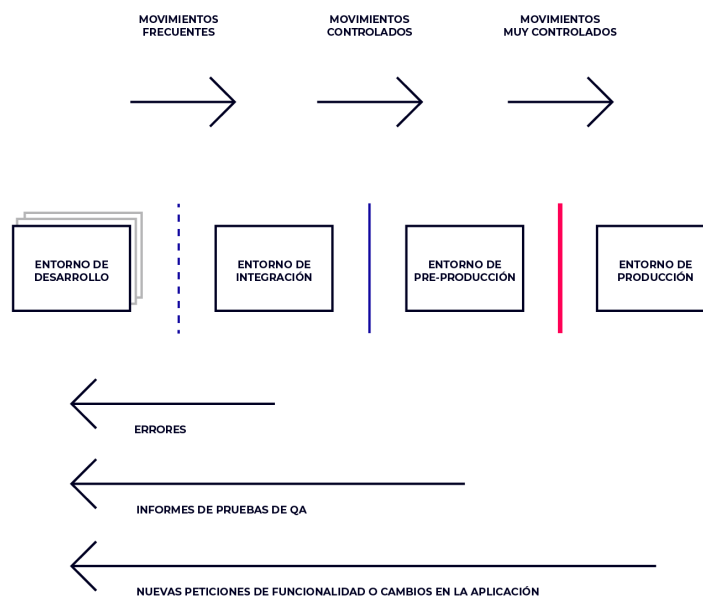 MOVIMIENTOS
FRECUENTES
MOVIMIENTOS
CONTROLADOS
MOVIMIENTOS
MUY CONTROLADOS
ENTORNO DE
DESARROLLO
ENTORNO DE
INTEGRACIÓN
ENTORNO DE
PRE-PRODUCCIÓN
ENTORNO DE
PRODUCCIÓN
ERRORES
INFORMES DE PRUEBAS DE QA
NUEVAS PETICIONES DE FUNCIONALIDAD O CAMBIOS EN LA APLICACIÓN